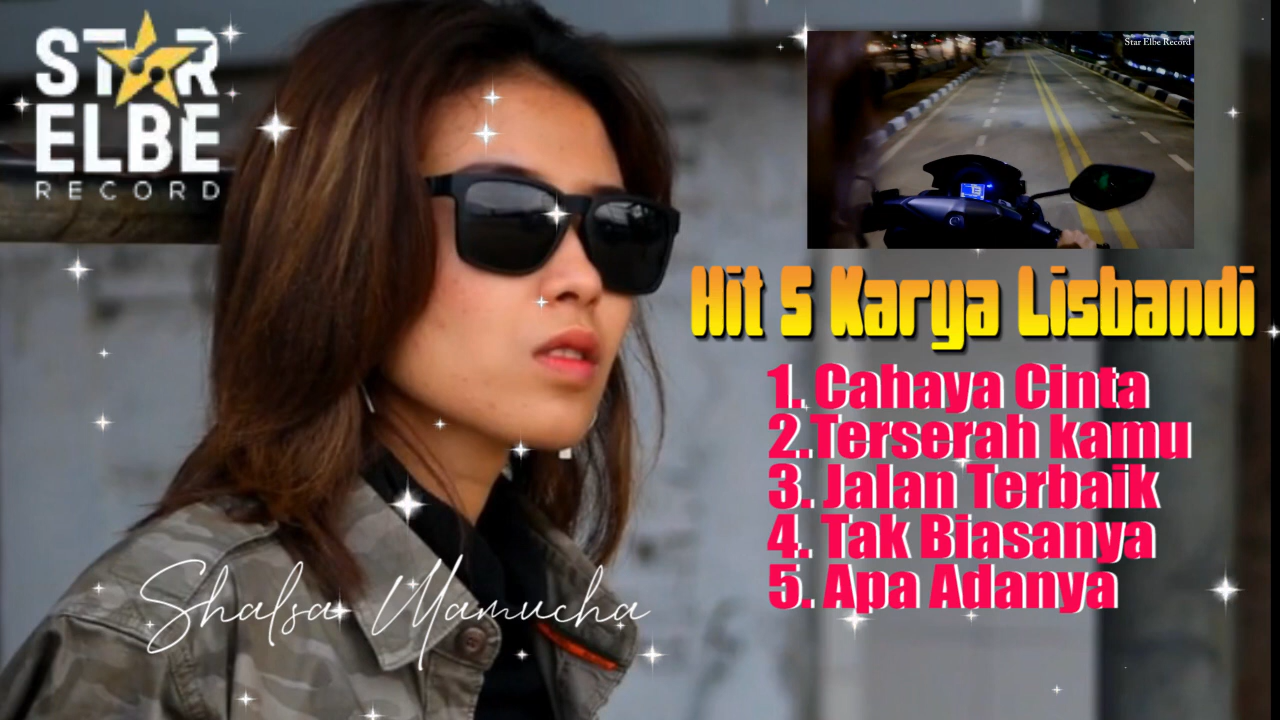 STAR
ELBE
RECORD
Star Elbe Record
Hit 5 Karya Lisbandi
1. Cahaya Cinta
2..Terserah kamu
3. Jalan Terbaik
4. Tak Biasanya
5. Apa Adanya
Shalsa Mamucha